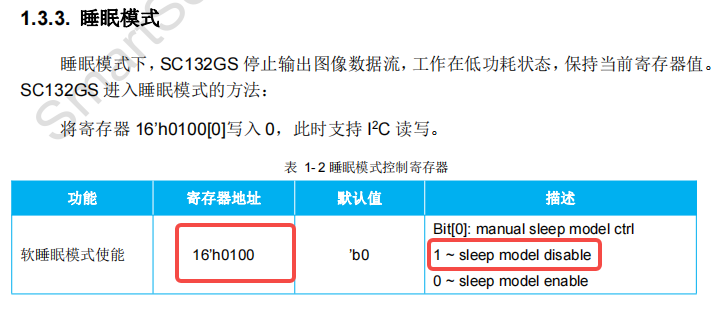 1.3.3. 睡眠模式
睡眠模式下，SC132GS 停止输出图像数据流，工作在低功耗状态，保持当前寄存器值。
SC132GS 进入睡眠模式的方法：
将寄存器 16'h0100[0]写入 0，此时支持 I²C 读写。
表 1-2 睡眠模式控制寄存器
功能 寄存器地址 默认值 描述
软睡眠模式使能 16'h0100 'b0 Bit[0]: manual sleep model ctrl
1 ~ sleep model disable
0 ~ sleep model enable